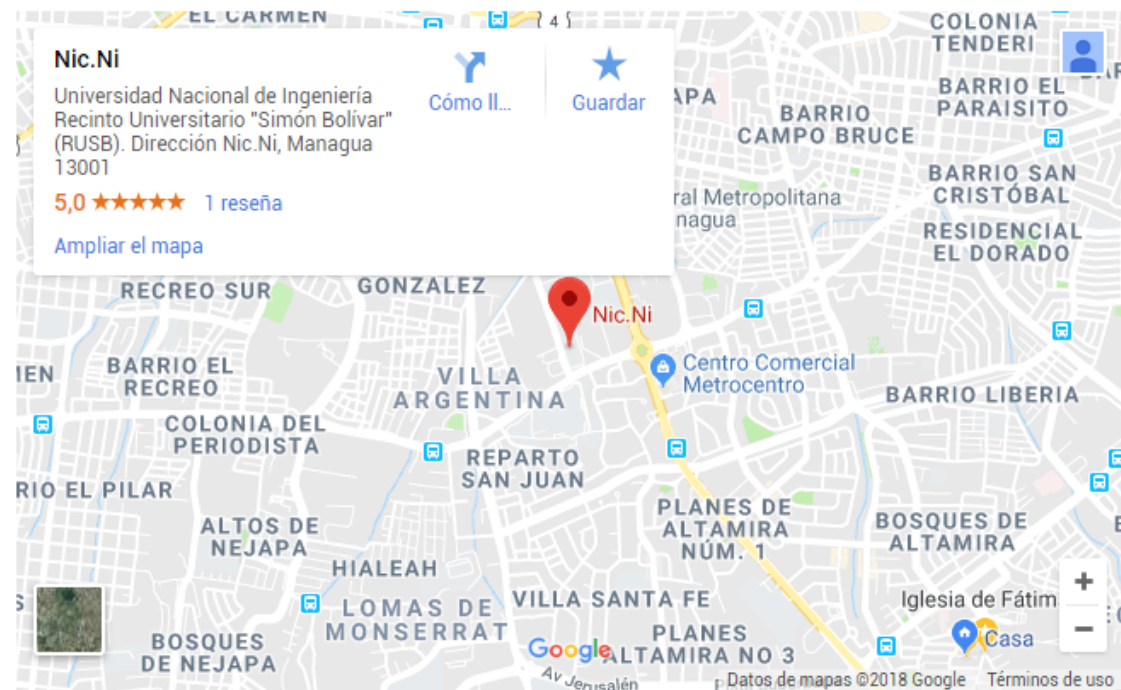 EL CARMEN
4
COLONIA
TENDERI
Nic.Ni
Universidad Nacional de Ingeniería
Recinto Universitario "Simón Bolívar"
(RUSB). Dirección Nic.Ni, Managua
13001
5,0 ★★★★★ 1 reseña
Ampliar el mapa
Cómo ll...
Guardar
APA
BARRIO
CAMPO BRUCE
BARRIO EL
PARAISITO
BARRIO SAN
CRISTÓBAL
ral Metropolitana
nagua
RESIDENCIAL
EL DORADO
RECREO SUR
GONZALEZ
Nic.Ni
BARRIO EL
RECREO
VILLA
ARGENTINA
Centro Comercial
Metrocentro
BARRIO LIBERIA
COLONIA DEL
PERIODISTA
REPARTO
SAN JUAN
RIO EL PILAR
ALTOS DE
NEJAPA
PLANES DE
ALTAMIRA
NÚM. 1
BOSQUES DE
ALTAMIRA
HIALEAH
LOMAS DE
MONSERRAT
VILLA SANTA FE
Iglesia de Fátim
+
−
Casa
BOSQUES
DE NEJAPA
Google
PLANES
ALTAMIRA NO 3
Av Jerusalén
Datos de mapas ©2018 Google
Términos de uso